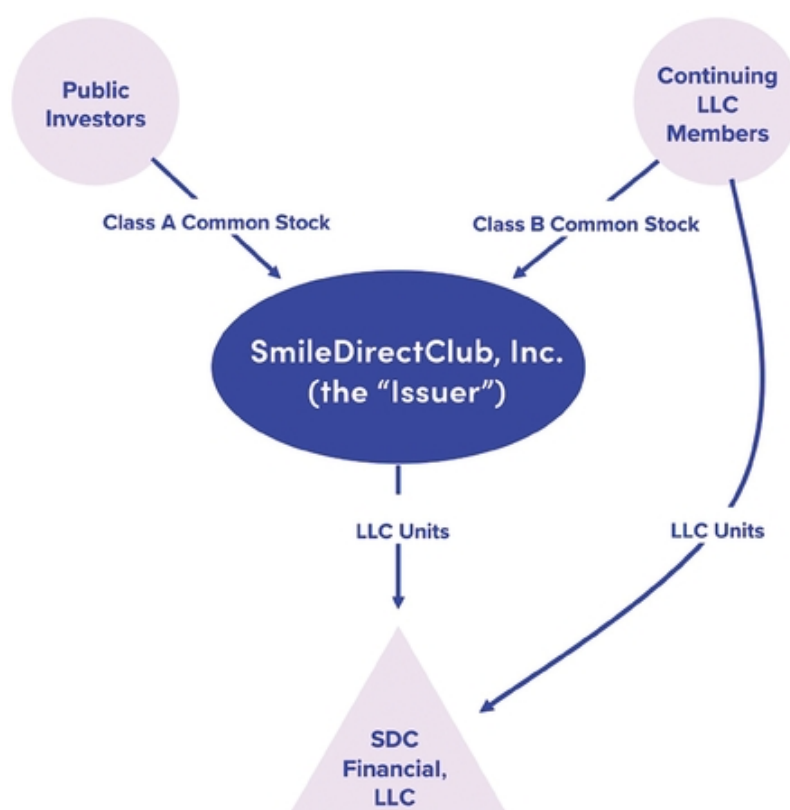 Public
Investors
Continuing
LLC
Members
Class A Common Stock
Class B Common Stock
SmileDirectClub, Inc.
(the “Issuer”)
LLC Units
LLC Units
SDC
Financial,
LLC